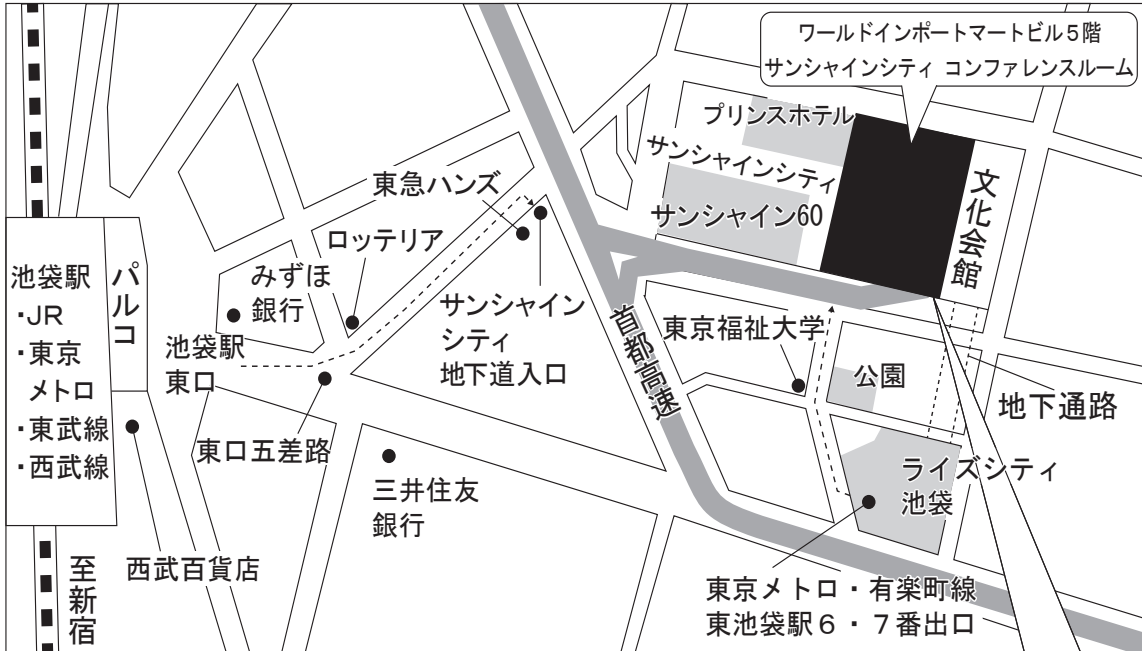 ワールドインポートマートビル5階
サンシャインシティ コンファレンスルーム
プリンスホテル
サンシャインシティ
サンシャイン60
文化会館
東急ハンズ
ロッテリア
みずほ
銀行
池袋駅
・JR
・東京
メトロ
・東武線
・西武線
パルコ
池袋駅
東口
サンシャイン
シティ
地下道入口
首都高速
東京福祉大学
公園
地下通路
東口五差路
三井住友
銀行
ライズシティ
池袋
西武百貨店
至新宿
東京メトロ・有楽町線
東池袋駅6・7番出口